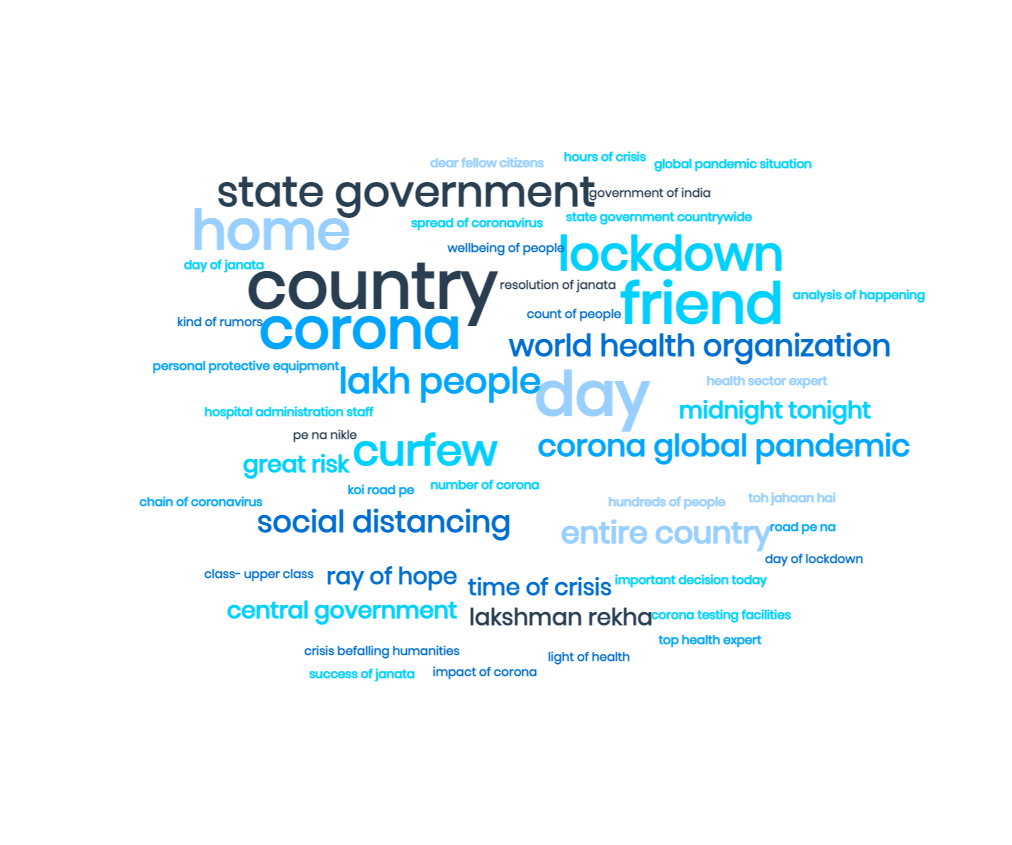 dear fellow citizens
hours of crisis
global pandemic situation
state government
government of india
home
spread of coronavirus
state government countrywide
wellbeing of people
lockdown
day of janata
country
resolution of janata
friend
analysis of happening
kind of rumors
corona
count of people
world health organization
personal protective equipment
lakh people
day
health sector expert
hospital administration staff
midnight tonight
pe na nikle
curfew
corona global pandemic
great risk
koi road pe
number of corona
chain of coronavirus
hundreds of people
toh jahaan hai
social distancing
entire country
road pe na
day of lockdown
class- upper class
ray of hope
time of crisis
important decision today
central government
lakshman rekha
corona testing facilities
top health expert
crisis befalling humanities
light of health
success of janata
impact of corona